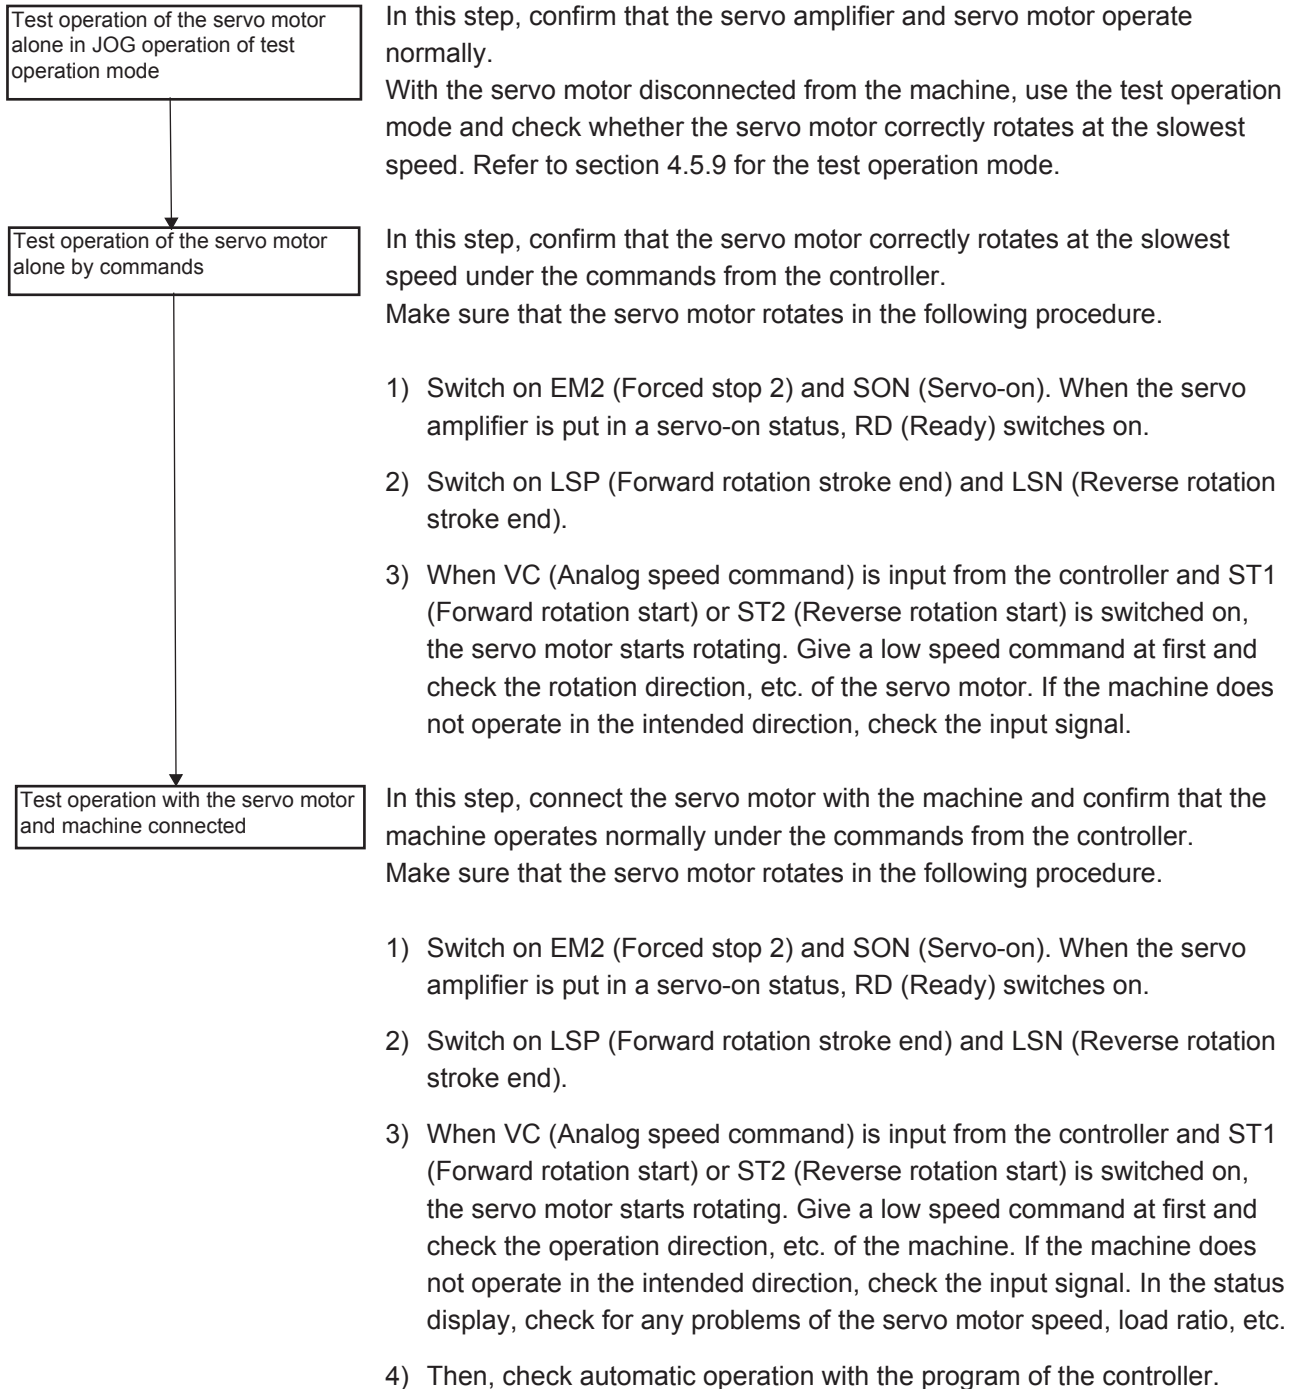 Test operation of the servo motor
alone in JOG operation of test
operation mode
In this step, confirm that the servo amplifier and servo motor operate
normally.
With the servo motor disconnected from the machine, use the test operation
mode and check whether the servo motor correctly rotates at the slowest
speed. Refer to section 4.5.9 for the test operation mode.
Test operation of the servo motor
alone by commands
In this step, confirm that the servo motor correctly rotates at the slowest
speed under the commands from the controller.
Make sure that the servo motor rotates in the following procedure.
1) Switch on EM2 (Forced stop 2) and SON (Servo-on). When the servo
amplifier is put in a servo-on status, RD (Ready) switches on.
2) Switch on LSP (Forward rotation stroke end) and LSN (Reverse rotation
stroke end).
3) When VC (Analog speed command) is input from the controller and ST1
(Forward rotation start) or ST2 (Reverse rotation start) is switched on,
the servo motor starts rotating. Give a low speed command at first and
check the rotation direction, etc. of the servo motor. If the machine does
not operate in the intended direction, check the input signal.
Test operation with the servo motor
and machine connected
In this step, connect the servo motor with the machine and confirm that the
machine operates normally under the commands from the controller.
Make sure that the servo motor rotates in the following procedure.
1) Switch on EM2 (Forced stop 2) and SON (Servo-on). When the servo
amplifier is put in a servo-on status, RD (Ready) switches on.
2) Switch on LSP (Forward rotation stroke end) and LSN (Reverse rotation
stroke end).
3) When VC (Analog speed command) is input from the controller and ST1
(Forward rotation start) or ST2 (Reverse rotation start) is switched on,
the servo motor starts rotating. Give a low speed command at first and
check the operation direction, etc. of the machine. If the machine does
not operate in the intended direction, check the input signal. In the status
display, check for any problems of the servo motor speed, load ratio, etc.
4) Then, check automatic operation with the program of the controller.